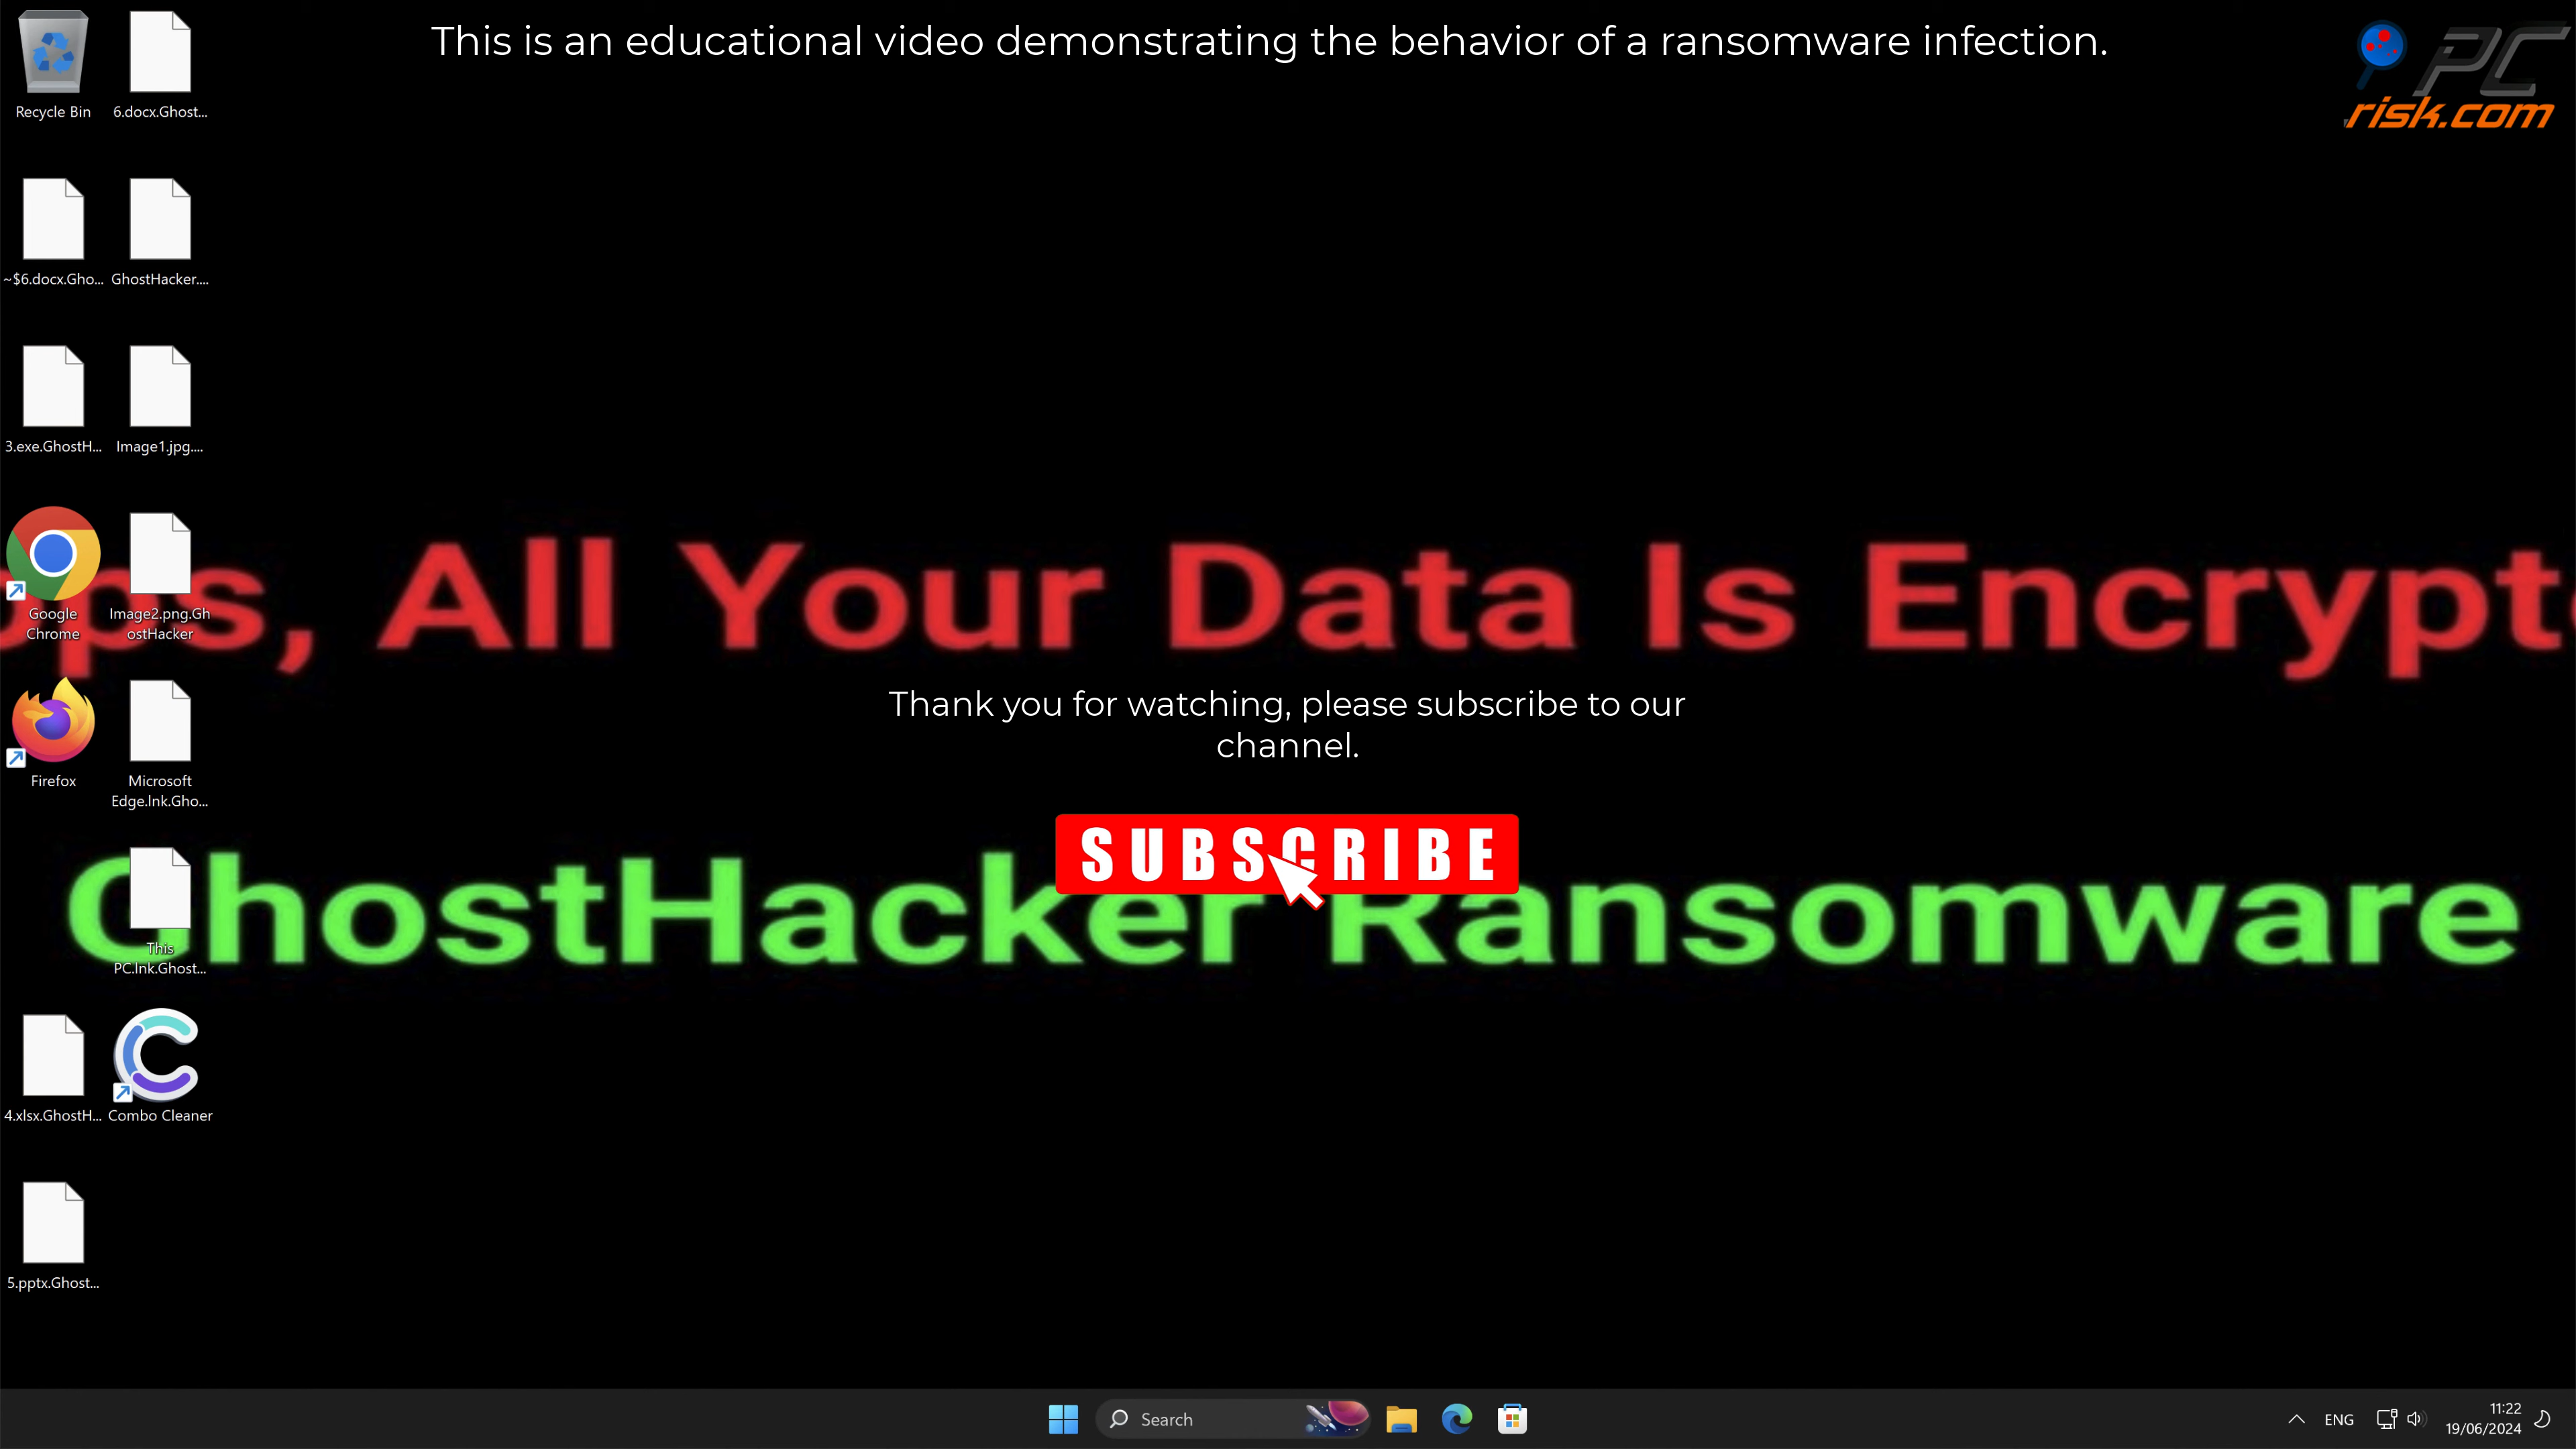 This is an educational video demonstrating the behavior of a ransomware infection.
PC
risk.com
Recycle Bin
6.docx.Ghost...
~$6.docx.Gho...
GhostHacker....
3.exe.GhostH...
Image1.jpg....
Google
Chrome
Image2.png.Gh
ostHacker
ps, All Your Data Is Encrypt
Firefox
Microsoft
Edge.lnk.Gho...
Thank you for watching, please subscribe to our
channel.
SUBSCRIBE
GhostHacker Ransomware
This
PC.lnk.Ghost...
4.xlsx.GhostH...
Combo Cleaner
5.pptx.Ghost...
Search
ENG
11:22
19/06/2024